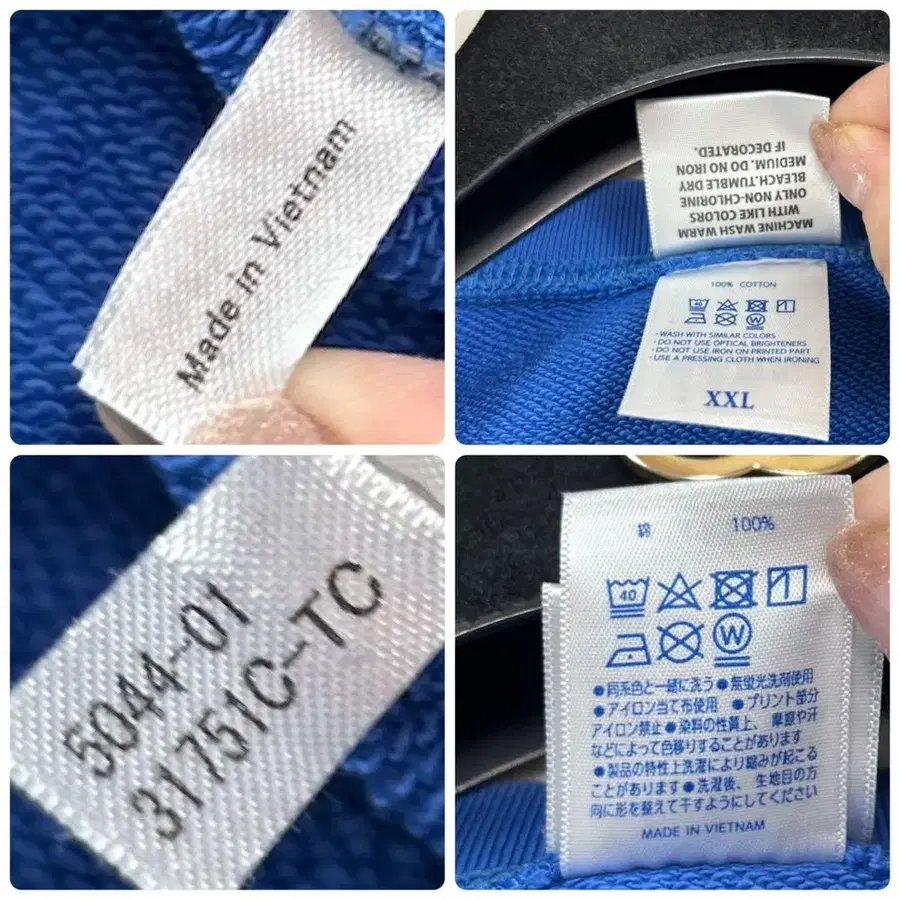 Made in Vietnam
MACHINE WASH WARM
WITH LIKE COLORS
ONLY NON-CHLORINE
BLEACH.TUMBLE DRY
MEDIUM. DO NO IRON
IF DECORATED.
100% COTTON
40
W
· WASH WITH SIMILAR COLORS
· DO NOT USE OPTICAL BRIGHTENERS
· DO NOT USE IRON ON PRINTED PART
· USE A PRESSING CLOTH WHEN IRONING
XXL
5044-01
31751C-TC
綿 100%
40
W
●同系色と一緒に洗う●無蛍光洗剤使用
●アイロン当て布使用 ●プリント部分
アイロン禁止●染料の性質上、摩擦や汗
などによって色移りすることがあります
●製品の特性上洗濯により縮みが起こる
ことがあります●洗濯後、生地目の方
向に形を整えて干すようにしてください
MADE IN VIETNAM